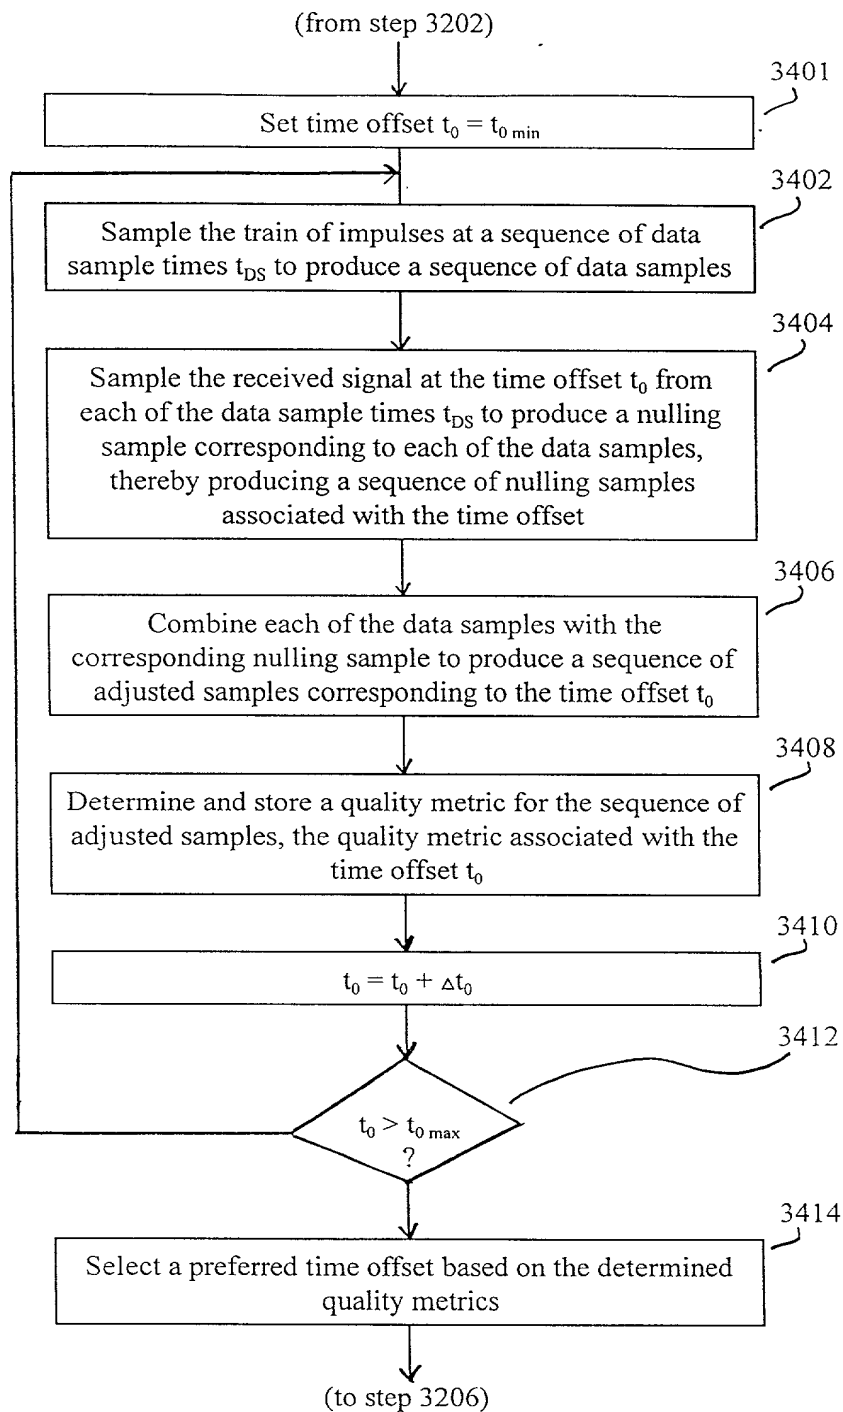 (from step 3202)
3401
Set time offset t₀ = t₀ min
3402
Sample the train of impulses at a sequence of data
sample times tDS to produce a sequence of data samples
3404
Sample the received signal at the time offset t₀ from
each of the data sample times tDS to produce a nulling
sample corresponding to each of the data samples,
thereby producing a sequence of nulling samples
associated with the time offset
3406
Combine each of the data samples with the
corresponding nulling sample to produce a sequence of
adjusted samples corresponding to the time offset t₀
3408
Determine and store a quality metric for the sequence of
adjusted samples, the quality metric associated with the
time offset t₀
3410
t₀ = t₀ + Δt₀
3412
t₀ > t₀ max
?
3414
Select a preferred time offset based on the determined
quality metrics
(to step 3206)